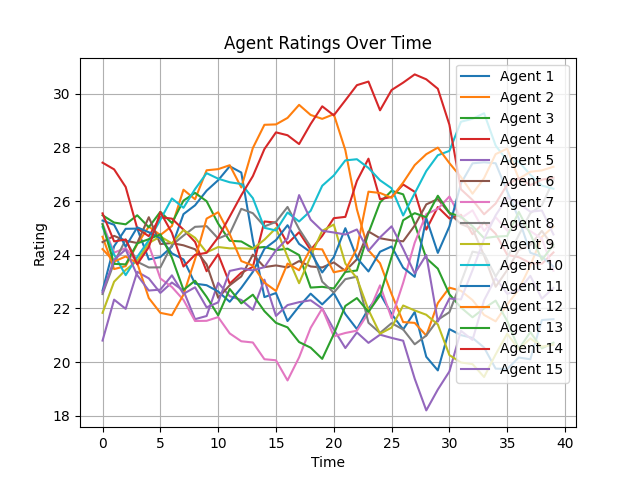 Agent Ratings Over Time
Rating
30
28
26
24
22
20
18
0
5
10
15
20
25
30
35
40
Time
Agent 1
Agent 2
Agent 3
Agent 4
Agent 5
Agent 6
Agent 7
Agent 8
Agent 9
Agent 10
Agent 11
Agent 12
Agent 13
Agent 14
Agent 15